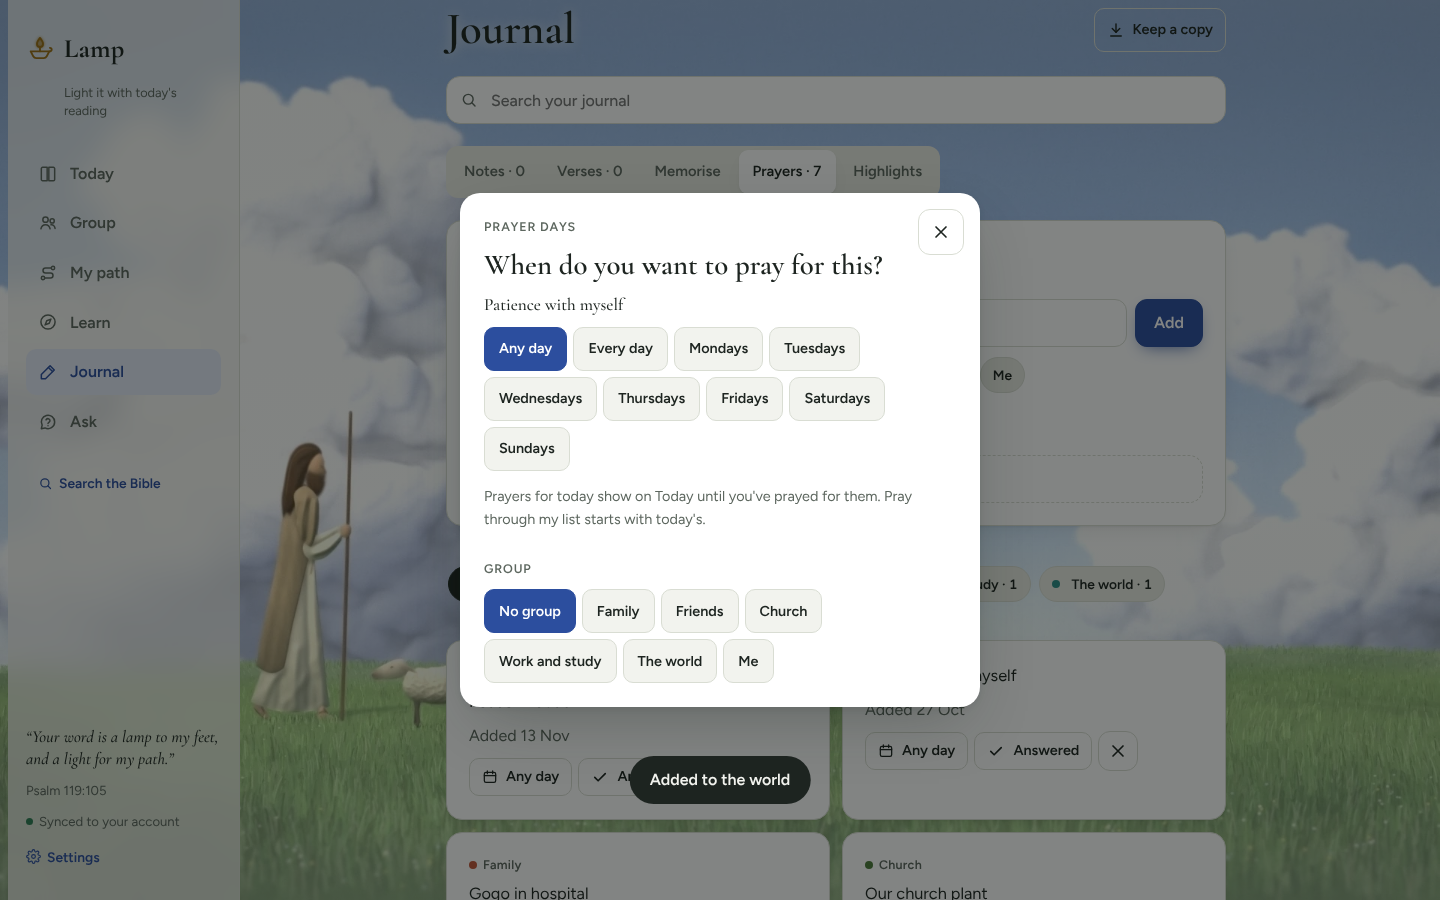 Lamp
Light it with today's
reading
Today
Group
My path
Learn
Journal
Ask
Search the Bible
“Your word is a lamp to my feet,
and a light for my path.”
Psalm 119:105
Synced to your account
Settings
Journal
Keep a copy
Search your journal
Notes · 0
Verses · 0
Memorise
Prayers · 7
Highlights
Add
Me
PRAYER DAYS
When do you want to pray for this?
Patience with myself
Any day
Every day
Mondays
Tuesdays
Wednesdays
Thursdays
Fridays
Saturdays
Sundays
Prayers for today show on Today until you've prayed for them. Pray
through my list starts with today's.
GROUP
No group
Family
Friends
Church
Work and study
The world
Me
The world · 1
Added 13 Nov
Any day
Added 27 Oct
Any day
Answered
Added to the world
Family
Gogo in hospital
Church
Our church plant